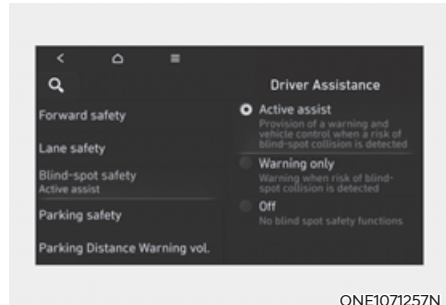 Driver Assistance
Forward safety
Lane safety
Blind-spot safety
Active assist
Parking safety
Parking Distance Warning vol.
Active assist
Provision of a warning and
vehicle control when a risk of
blind-spot collision is detected
Warning only
Warning when risk of blind-
spot collision is detected
Off
No blind spot safety functions
ONE1071257N